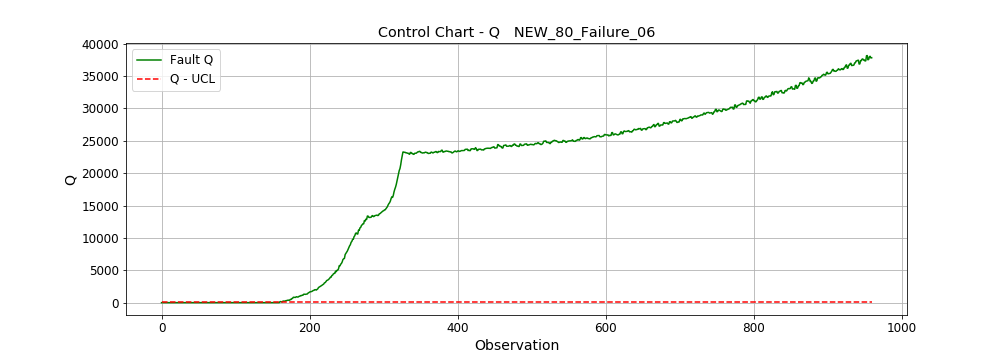 Control Chart - Q   NEW_80_Failure_06
Fault Q
Q - UCL
40000
35000
30000
25000
20000
15000
10000
5000
0
Q
0 200 400 600 800 1000
Observation